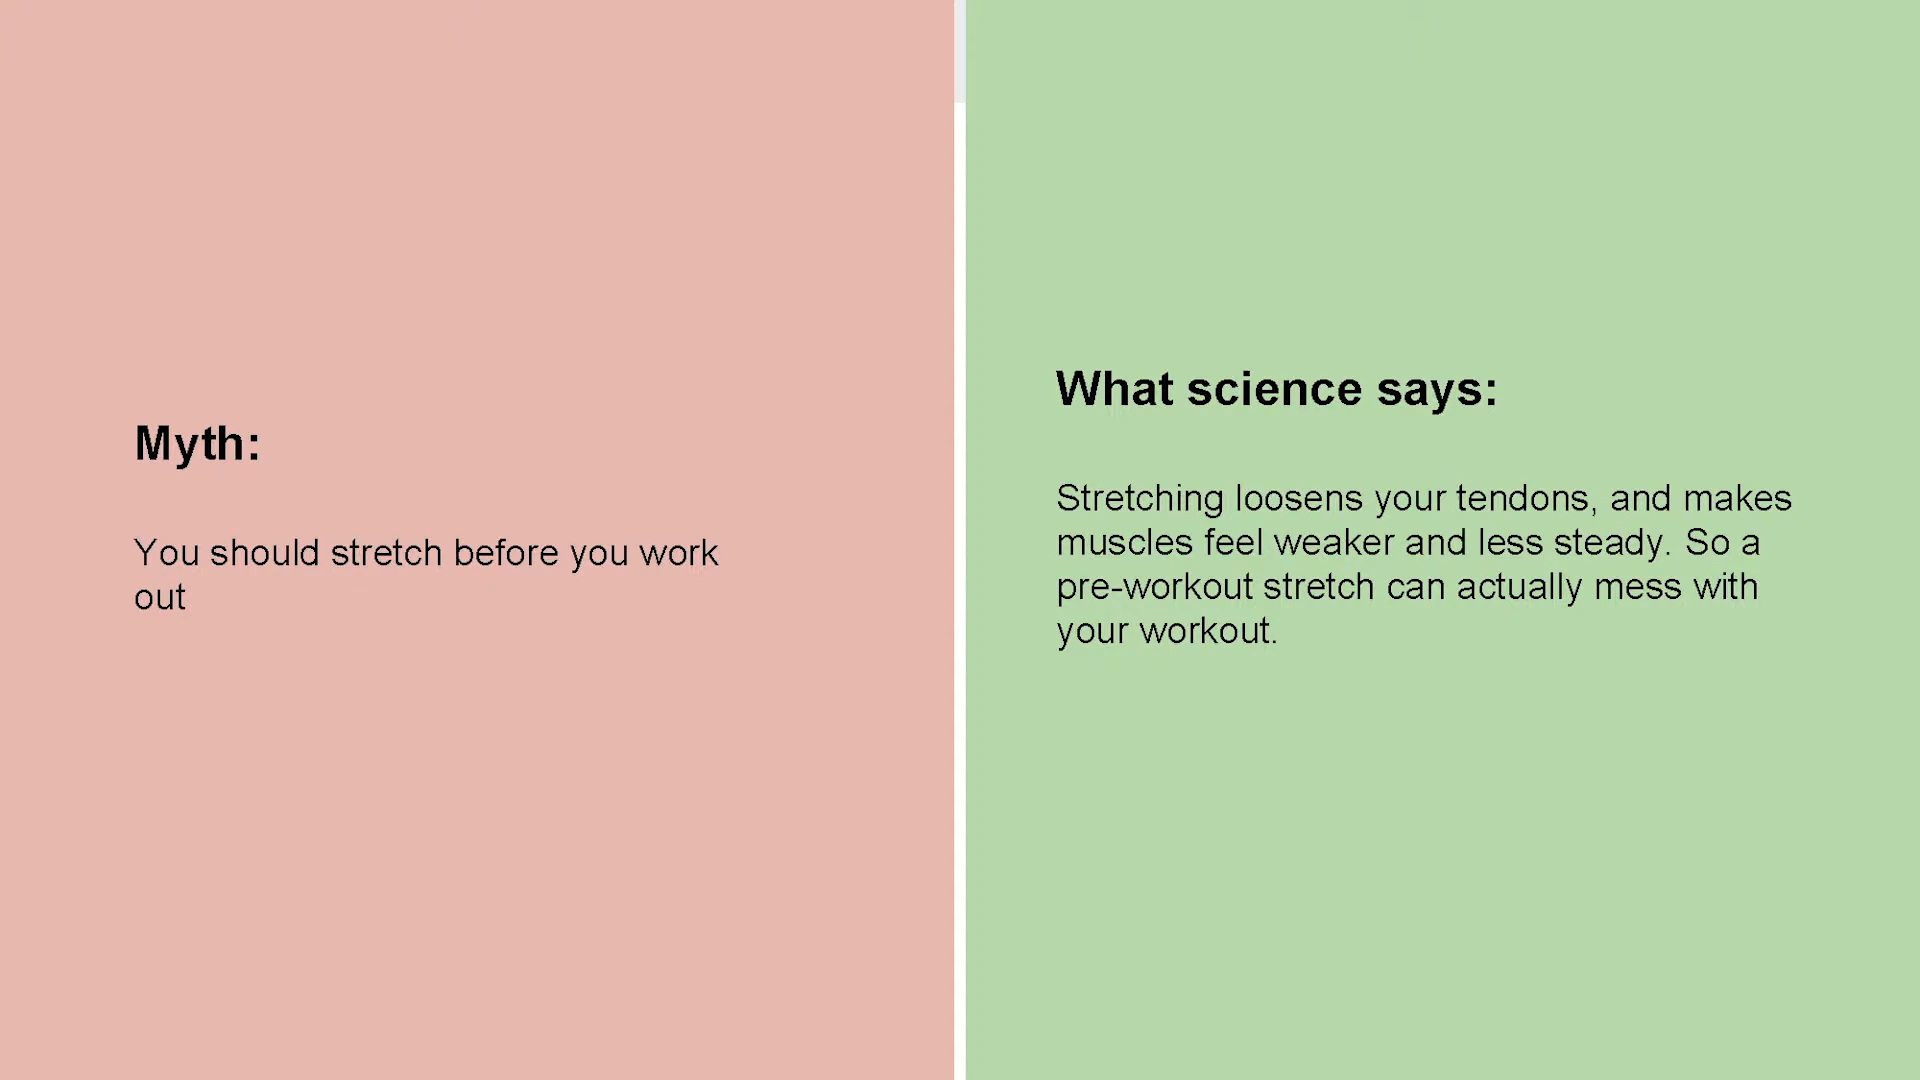 Myth:
You should stretch before you work
out
What science says:
Stretching loosens your tendons, and makes
muscles feel weaker and less steady. So a
pre-workout stretch can actually mess with
your workout.